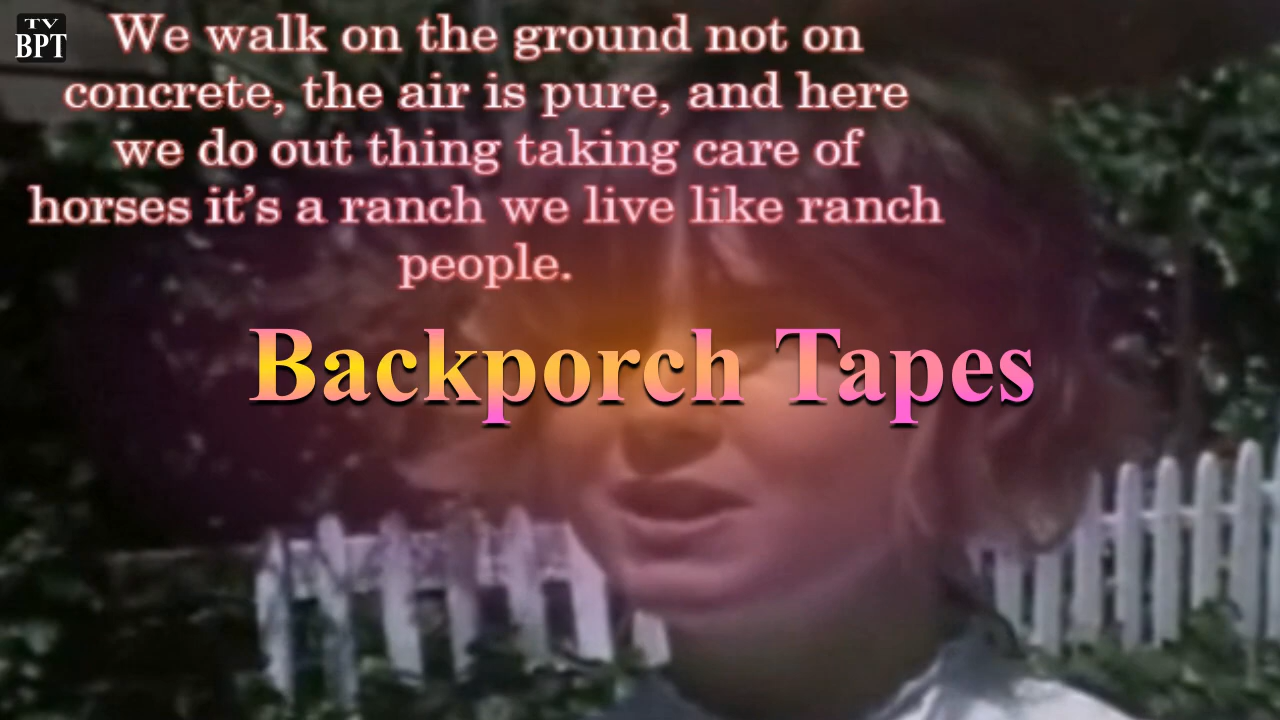 TV
BPT
We walk on the ground not on
concrete, the air is pure, and here
we do out thing taking care of
horses it’s a ranch we live like ranch
people.
Backporch Tapes